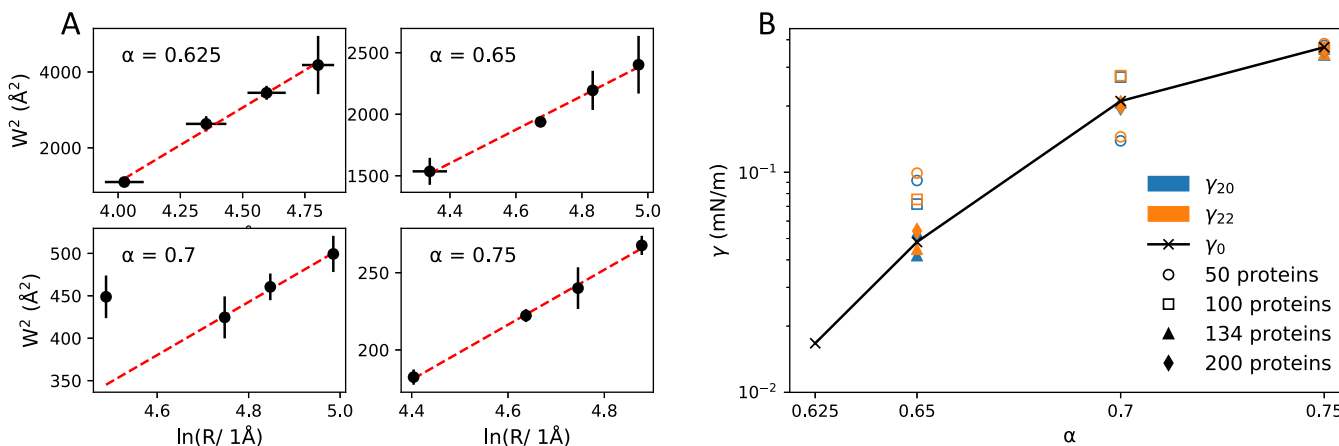 A
α = 0.625
α = 0.65
W² (Å²)
4000
2000
4.00 4.25 4.50 4.75
2500
2000
1500
4.4 4.6 4.8 5.0
α = 0.7
α = 0.75
W² (Å²)
500
450
400
350
4.6 4.8 5.0
ln(R/ 1Å)
250
200
4.4 4.6 4.8
ln(R/ 1Å)
B
γ (mN/m)
10⁻¹
10⁻²
0.625 0.65 0.7 0.75
α
γ₂₀
γ₂₂
γ₀
50 proteins
100 proteins
134 proteins
200 proteins